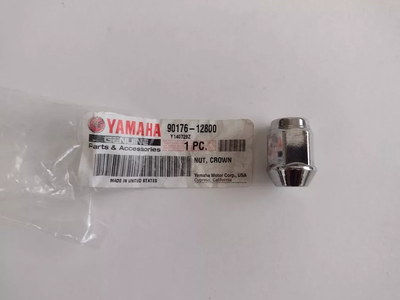 YAMAHA
GENUINE
Parts & Accessories
MADE IN UNITED STATES
90176-12800
Y140728Z
1 PC.
NUT, CROWN
Yamaha Motor Corp., USA
Cypress, California